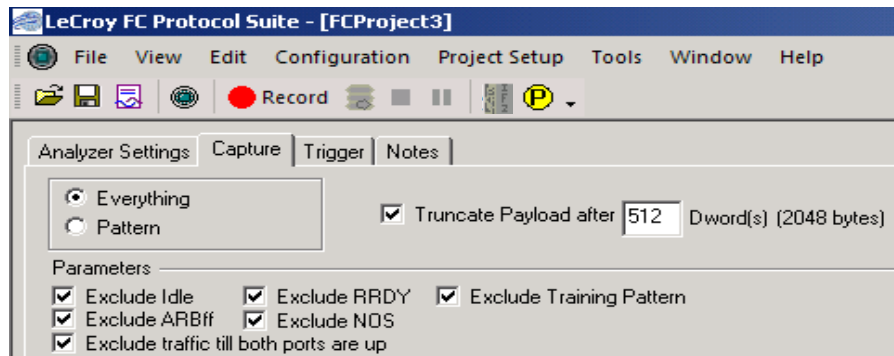 LeCroy FC Protocol Suite - [FCProject3]
File View Edit Configuration Project Setup Tools Window Help
Record P
Analyzer Settings Capture Trigger Notes
Everything
Pattern
Truncate Payload after 512 Dword(s) (2048 bytes)
Parameters
Exclude Idle Exclude RRDY Exclude Training Pattern
Exclude ARBff Exclude NOS
Exclude traffic till both ports are up